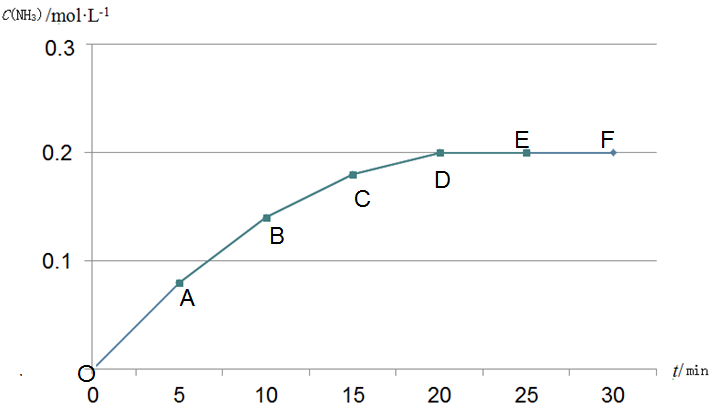 C(NH₃)/mol·L⁻¹
0.3
0.2
0.1
E F
D
C
B
A
O
t/min
0 5 10 15 20 25 30